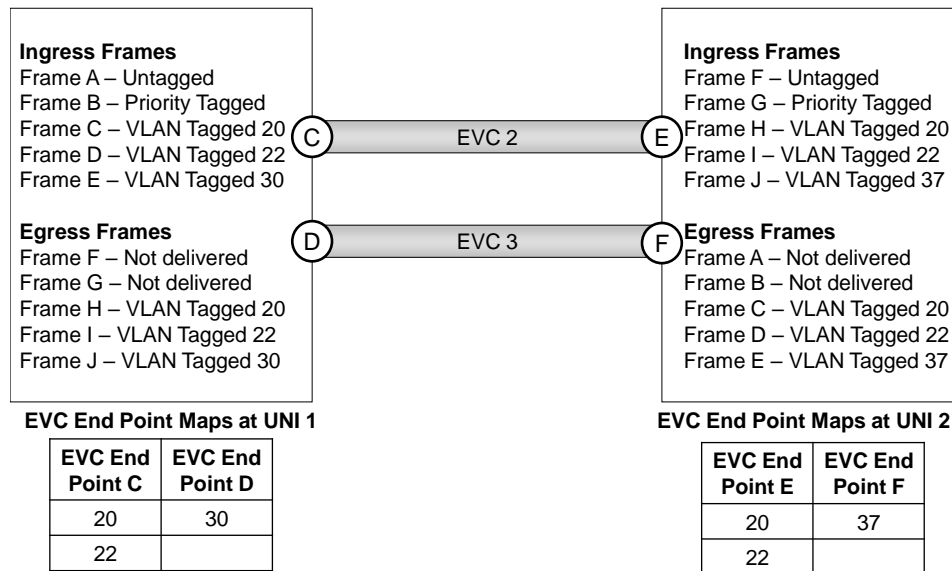 Ingress Frames
Frame A – Untagged
Frame B – Priority Tagged
Frame C – VLAN Tagged 20
Frame D – VLAN Tagged 22
Frame E – VLAN Tagged 30
Egress Frames
Frame F – Not delivered
Frame G – Not delivered
Frame H – VLAN Tagged 20
Frame I – VLAN Tagged 22
Frame J – VLAN Tagged 30
C
EVC 2
E
D
EVC 3
F
Ingress Frames
Frame F – Untagged
Frame G – Priority Tagged
Frame H – VLAN Tagged 20
Frame I – VLAN Tagged 22
Frame J – VLAN Tagged 37
Egress Frames
Frame A – Not delivered
Frame B – Not delivered
Frame C – VLAN Tagged 20
Frame D – VLAN Tagged 22
Frame E – VLAN Tagged 37
EVC End Point Maps at UNI 1
EVC End Point C
EVC End Point D
20
30
22
EVC End Point Maps at UNI 2
EVC End Point E
EVC End Point F
20
37
22